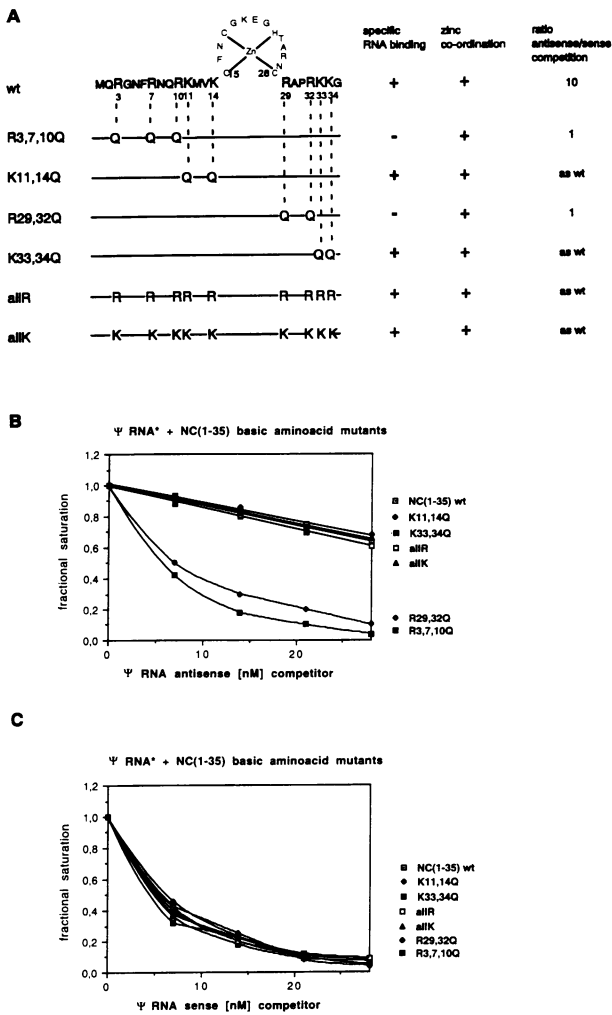 A
specific RNA binding
zinc co-ordination
ratio antisense/sense competition
C F N C G K E G H T A R N C
Zn
15 28
wt MQRGNFRNQRKMVK RAPRKKG + + 10
3 7 10 11 14 29 32 33 34
R3,7,10Q Q Q Q - + 1
K11,14Q Q Q + + as wt
R29,32Q Q Q - + 1
K33,34Q Q Q + + as wt
allR R R R R R R R R R + + as wt
allK K K K K K K K K K + + as wt
B
Ψ RNA* + NC(1-35) basic aminoacid mutants
fractional saturation
1,2
1,0
0,8
0,6
0,4
0,2
0,0
0 10 20
Ψ RNA antisense [nM] competitor
NC(1-35) wt
K11,14Q
K33,34Q
allR
allK
R29,32Q
R3,7,10Q
C
Ψ RNA* + NC(1-35) basic aminoacid mutants
fractional saturation
1,2
1,0
0,8
0,6
0,4
0,2
0,0
0 10 20
Ψ RNA sense [nM] competitor
NC(1-35) wt
K11,14Q
K33,34Q
allR
allK
R29,32Q
R3,7,10Q